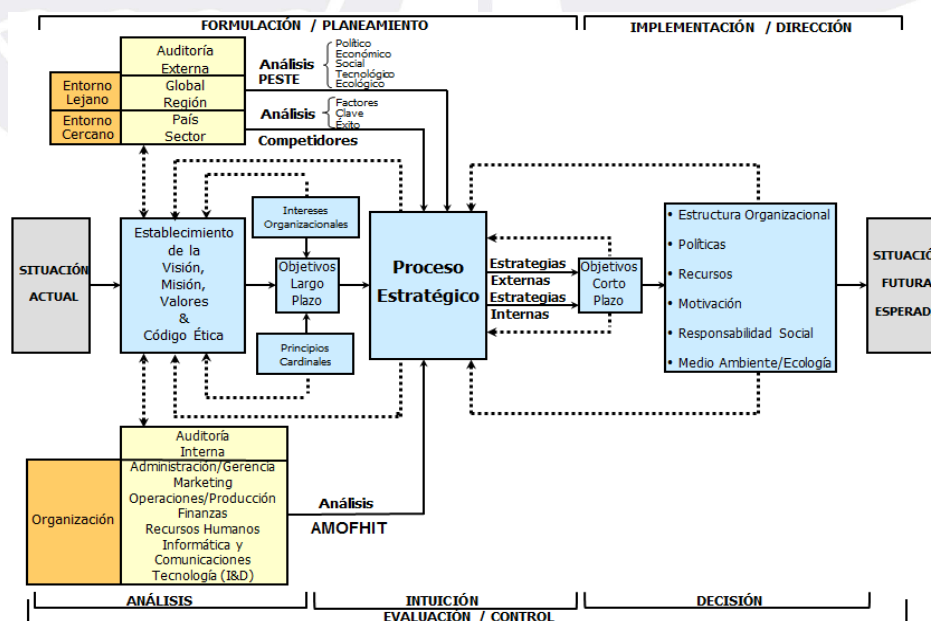 FORMULACIÓN / PLANEAMIENTO
IMPLEMENTACIÓN / DIRECCIÓN
Auditoría
Externa
Entorno
Lejano
Global
Región
Entorno
Cercano
País
Sector
Análisis
PESTE
Político
Económico
Social
Tecnológico
Ecológico
Análisis
Competidores
Factores
Clave
Éxito
SITUACIÓN
ACTUAL
Establecimiento
de la
Visión,
Misión,
Valores
&
Código Ética
Intereses
Organizacionales
Objetivos
Largo
Plazo
Principios
Cardinales
Proceso
Estratégico
Estrategias
Externas
Estrategias
Internas
Objetivos
Corto
Plazo
• Estructura Organizacional
• Políticas
• Recursos
• Motivación
• Responsabilidad Social
• Medio Ambiente/Ecología
SITUACIÓ
FUTURA
ESPERAD
Auditoría
Interna
Organización
Administración/Gerencia
Marketing
Operaciones/Producción
Finanzas
Recursos Humanos
Informática y
Comunicaciones
Tecnología (I&D)
Análisis
AMOFHIT
ANÁLISIS
INTUICIÓN
DECISIÓN
EVALUACIÓN / CONTROL